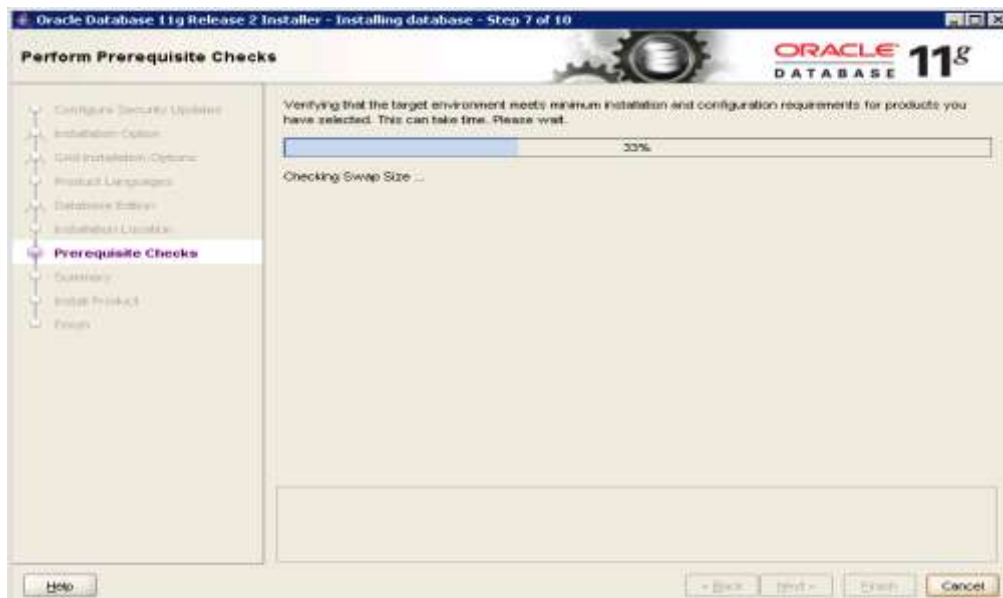 Oracle Database 11g Release 2 Installer - Installing database - Step 7 of 10
Perform Prerequisite Checks
ORACLE
DATABASE
11g
Configure Security Updates
Installation Option
Grid Installation Options
Product Languages
Database Edition
Installation Location
Prerequisite Checks
Summary
Install Product
Finish
Verifying that the target environment meets minimum installation and configuration requirements for products you
have selected. This can take time. Please wait.
33%
Checking Swap Size ...
Help
< Back
Next >
Finish
Cancel